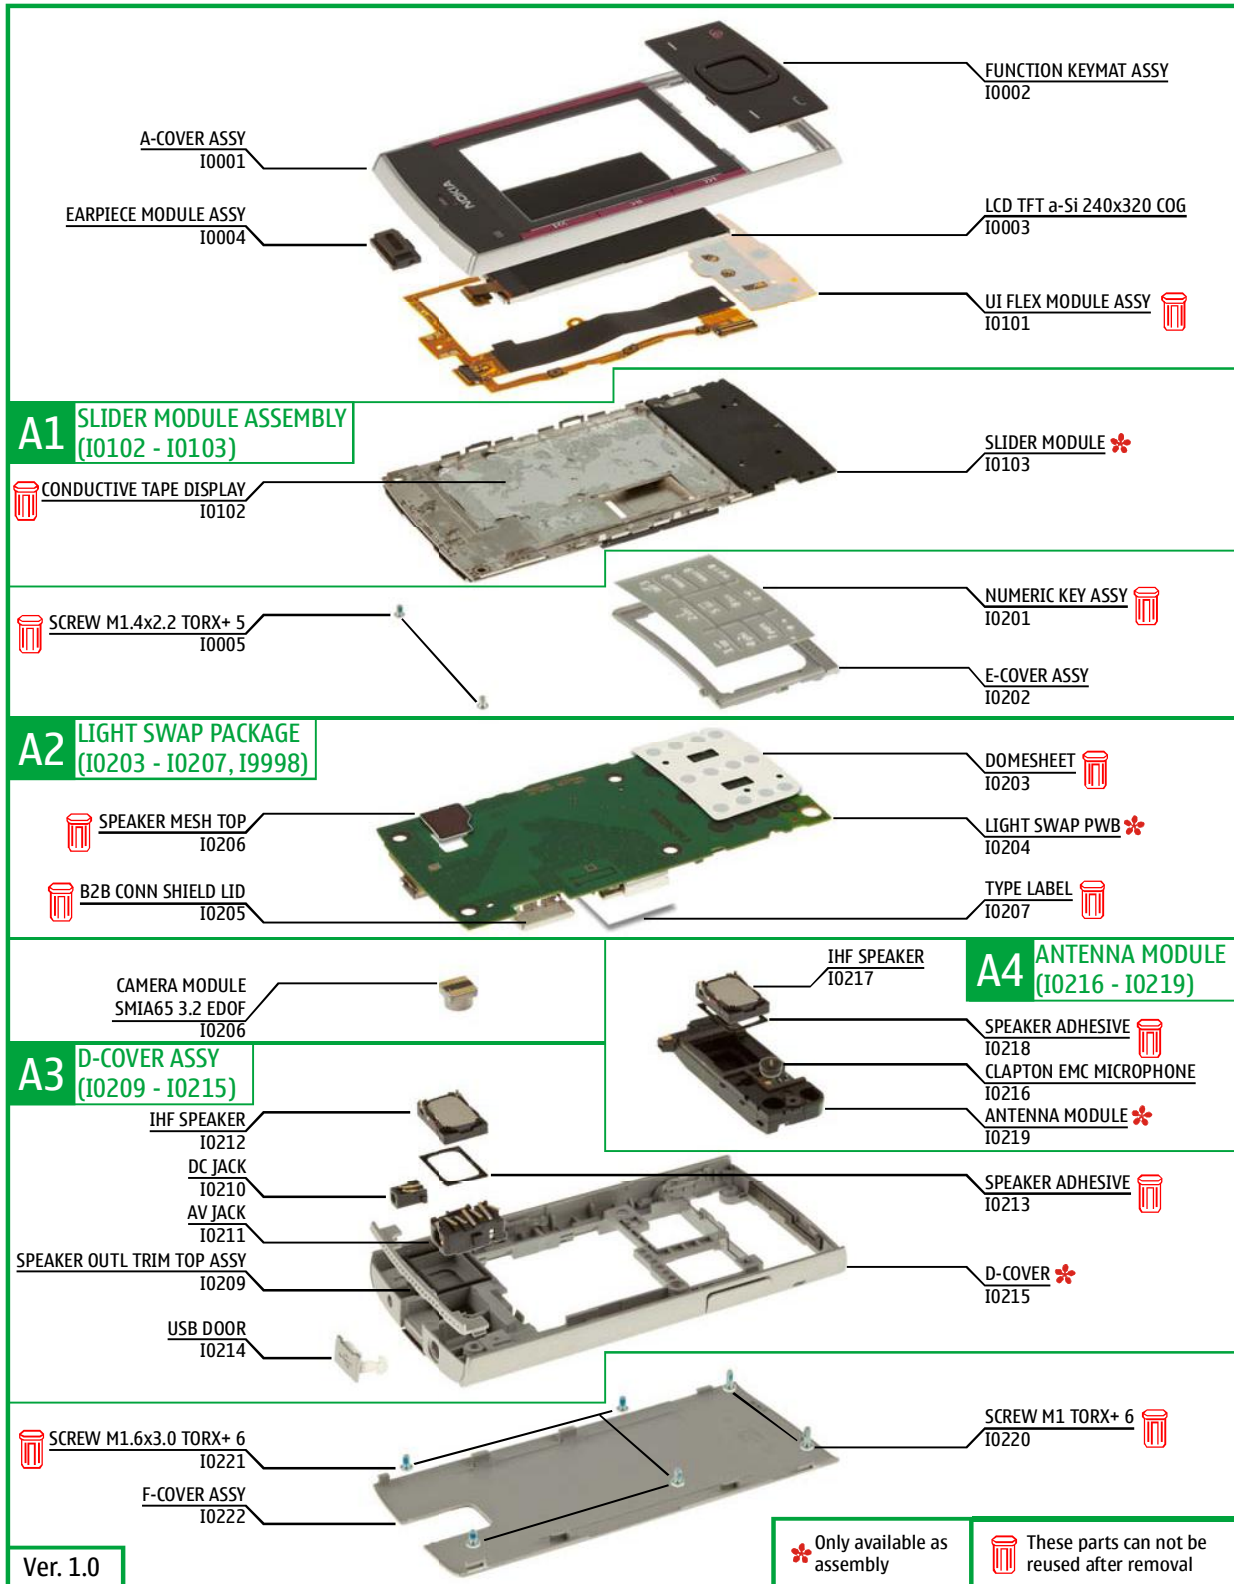 FUNCTION KEYMAT ASSY
I0002
A-COVER ASSY
I0001
NOKIA
EARPIECE MODULE ASSY
I0004
LCD TFT a-Si 240x320 COG
I0003
UI FLEX MODULE ASSY
I0101
A1
SLIDER MODULE ASSEMBLY
(I0102 - I0103)
SLIDER MODULE
I0103
CONDUCTIVE TAPE DISPLAY
I0102
NUMERIC KEY ASSY
I0201
SCREW M1.4x2.2 TORX+ 5
I0005
E-COVER ASSY
I0202
A2
LIGHT SWAP PACKAGE
(I0203 - I0207, I9998)
DOMESHEET
I0203
SPEAKER MESH TOP
I0206
LIGHT SWAP PWB
I0204
B2B CONN SHIELD LID
I0205
TYPE LABEL
I0207
CAMERA MODULE
SMIA65 3.2 EDOF
I0206
IHF SPEAKER
I0217
A4
ANTENNA MODULE
(I0216 - I0219)
SPEAKER ADHESIVE
I0218
CLAPTON EMC MICROPHONE
I0216
ANTENNA MODULE
I0219
A3
D-COVER ASSY
(I0209 - I0215)
IHF SPEAKER
I0212
DC JACK
I0210
SPEAKER ADHESIVE
I0213
AV JACK
I0211
SPEAKER OUTL TRIM TOP ASSY
I0209
D-COVER
I0215
USB DOOR
I0214
SCREW M1 TORX+ 6
I0220
SCREW M1.6x3.0 TORX+ 6
I0221
F-COVER ASSY
I0222
Ver. 1.0
Only available as
assembly
These parts can not be
reused after removal